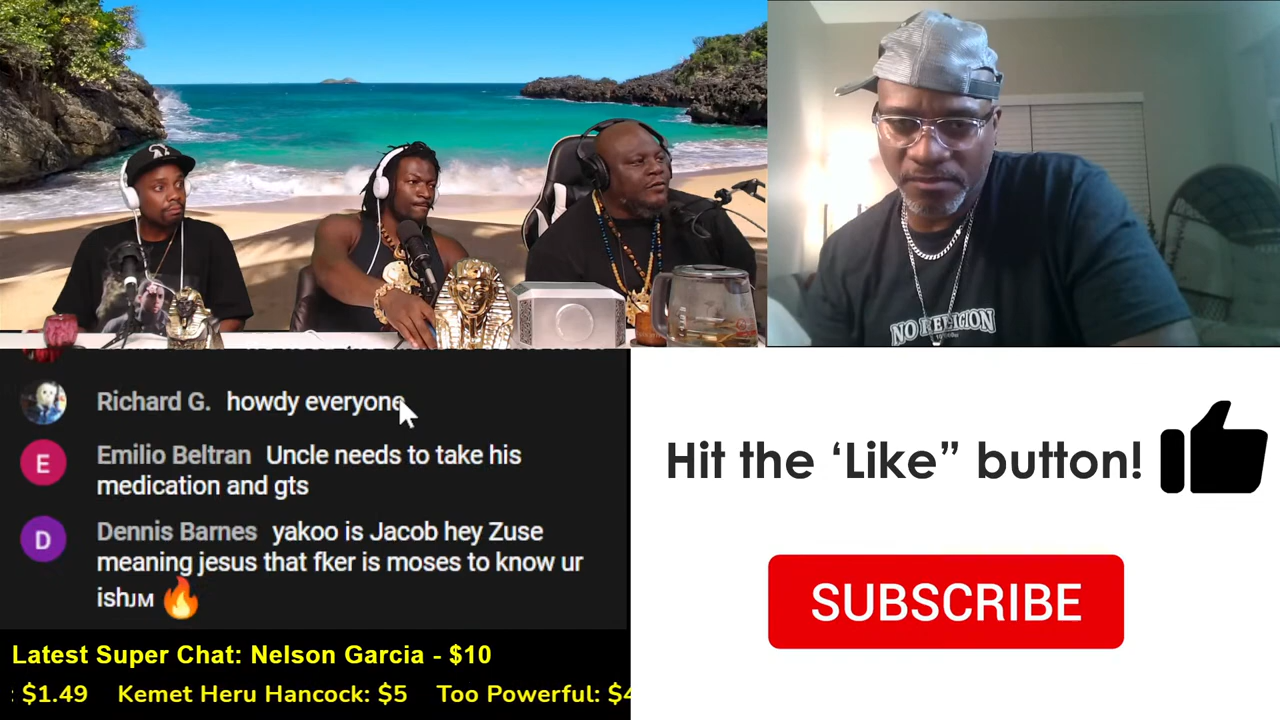 NO RELIGION
Richard G. howdy everyone
E
Emilio Beltran Uncle needs to take his
medication and gts
D
Dennis Barnes yakoo is Jacob hey Zuse
meaning jesus that fker is moses to know ur
ishᴊᴍ 🔥
Hit the ‘Like” button!
SUBSCRIBE
Latest Super Chat: Nelson Garcia - $10
: $1.49 Kemet Heru Hancock: $5 Too Powerful: $4